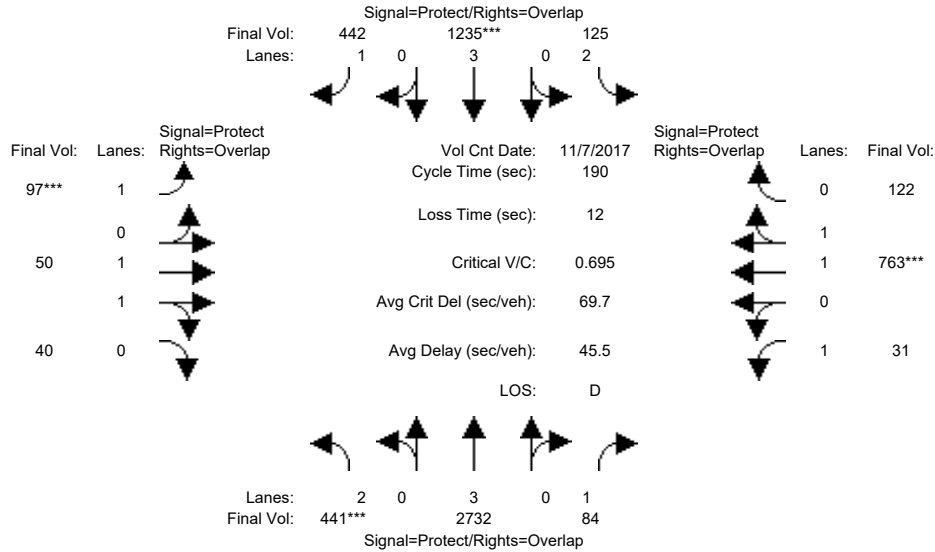 Signal=Protect/Rights=Overlap
Final Vol: 442 1235*** 125
Lanes: 1 0 3 0 2
Signal=Protect
Final Vol: Lanes: Rights=Overlap
Vol Cnt Date: 11/7/2017
Signal=Protect
Rights=Overlap Lanes: Final Vol:
Cycle Time (sec): 190
97*** 1
0 122
Loss Time (sec): 12
0
1
50 1
Critical V/C: 0.695
1 763***
1
Avg Crit Del (sec/veh): 69.7
0
40 0
Avg Delay (sec/veh): 45.5
1 31
LOS: D
Lanes: 2 0 3 0 1
Final Vol: 441*** 2732 84
Signal=Protect/Rights=Overlap